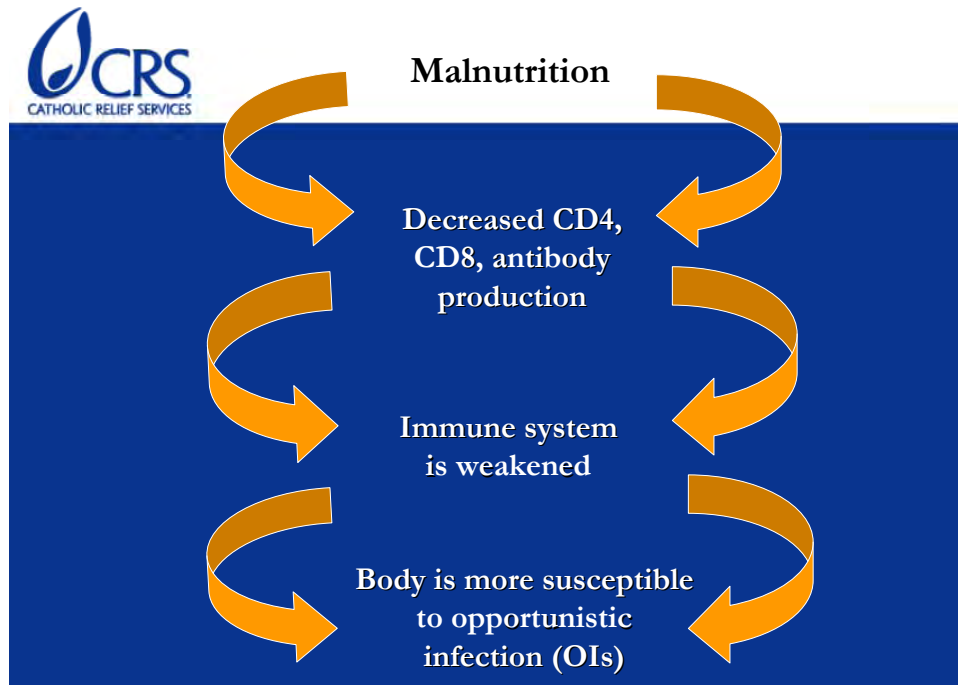 CRS
CATHOLIC RELIEF SERVICES
Malnutrition
Decreased CD4,
CD8, antibody
production
Immune system
is weakened
Body is more susceptible
to opportunistic
infection (OIs)